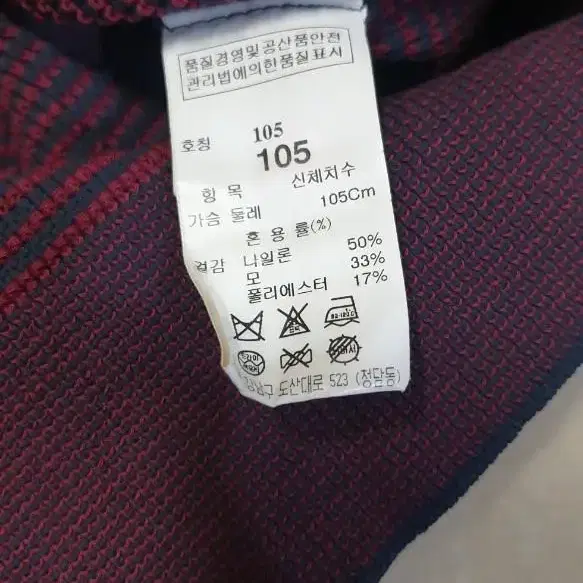 품질경영및공산품안전
관리법에의한품질표시
호칭 105
105
항 목 신체치수
가슴 둘레 105Cm
혼 용 률(%)
겉감 나일론 50%
모 33%
폴리에스터 17%
드라이
도산대로 523 (청담동)